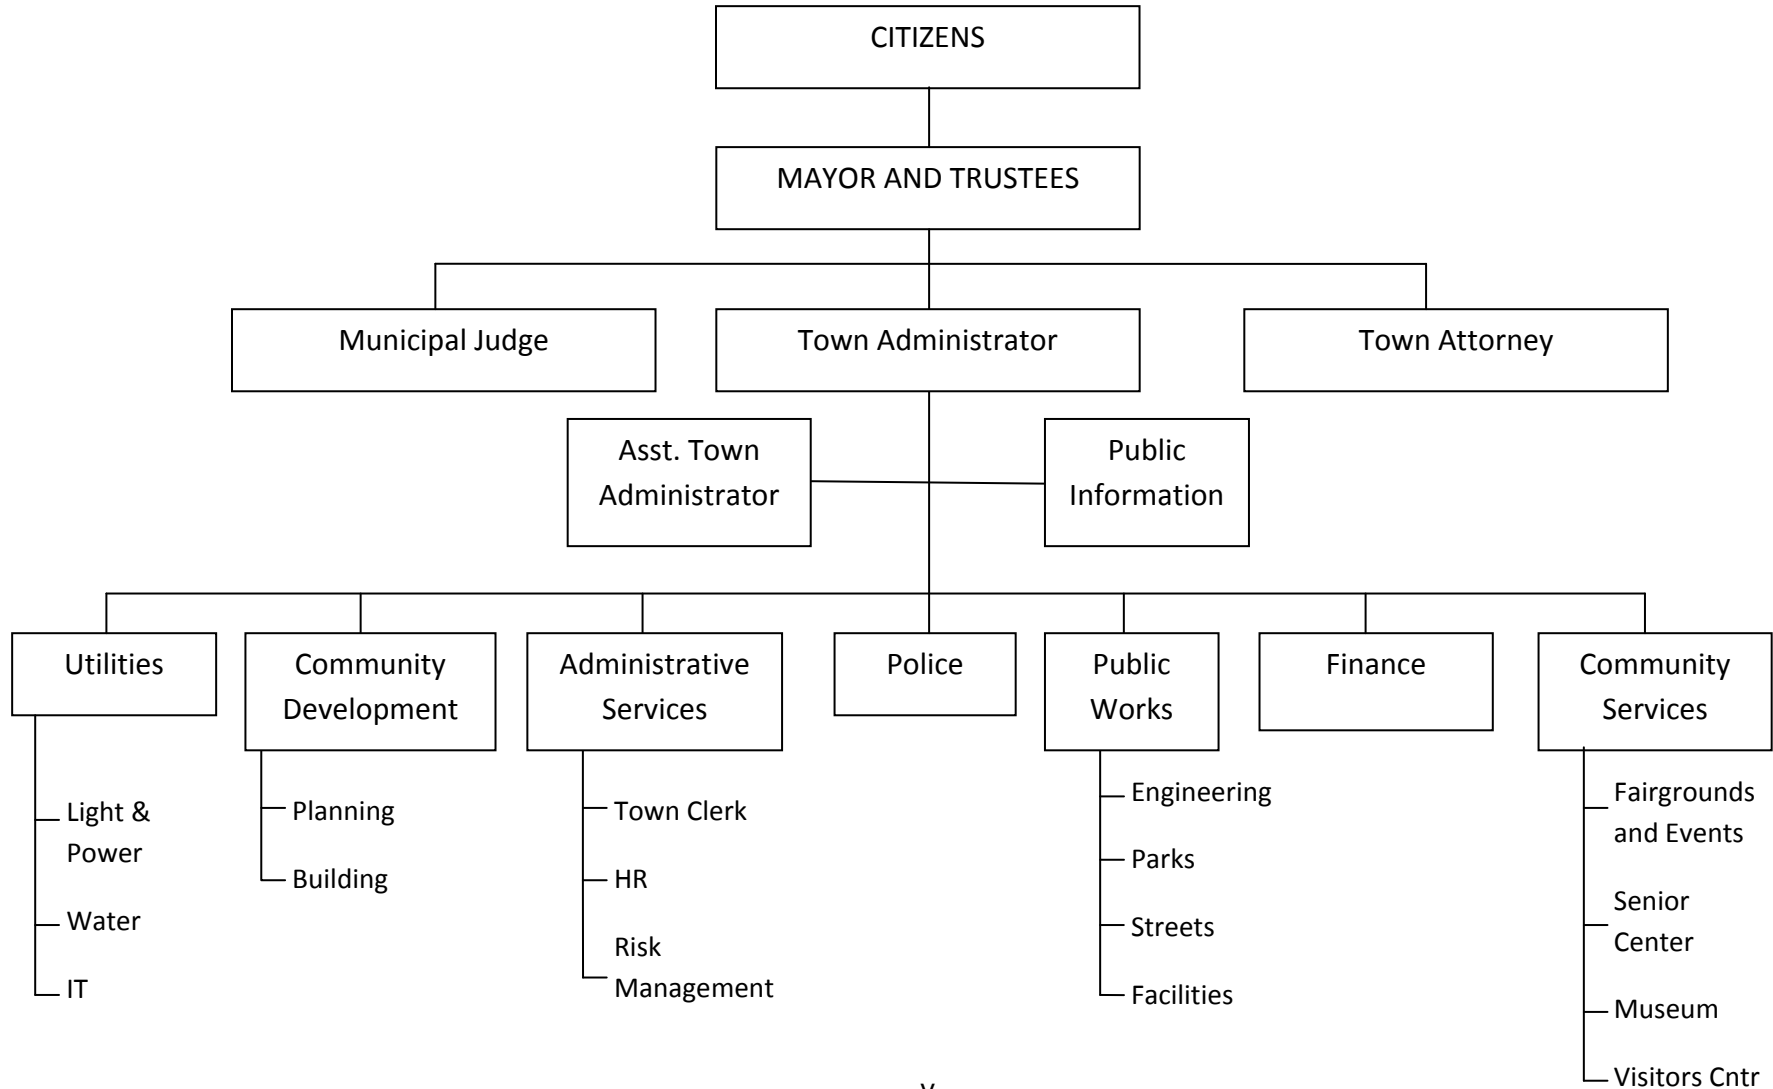 CITIZENS
MAYOR AND TRUSTEES
Municipal Judge
Town Administrator
Town Attorney
Asst. Town
Administrator
Public
Information
Utilities
Community
Development
Administrative
Services
Police
Public
Works
Finance
Community
Services
Light &
Power
Water
IT
Planning
Building
Town Clerk
HR
Risk
Management
Engineering
Parks
Streets
Facilities
Fairgrounds
and Events
Senior
Center
Museum
Visitors Cntr
v